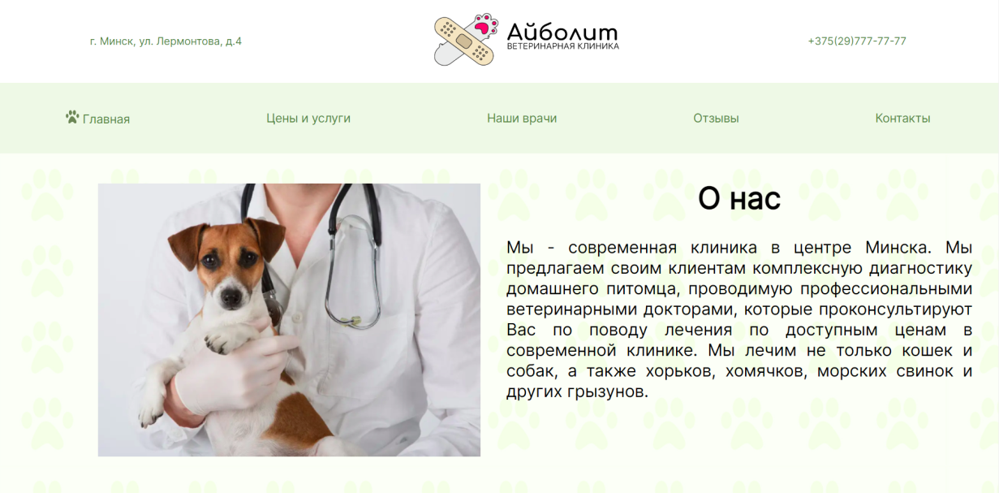 г. Минск, ул. Лермонтова, д.4
Айболит
ВЕТЕРИНАРНАЯ КЛИНИКА
+375(29)777-77-77
Главная
Цены и услуги
Наши врачи
Отзывы
Контакты
О нас
Мы - современная клиника в центре Минска. Мы
предлагаем своим клиентам комплексную диагностику
домашнего питомца, проводимую профессиональными
ветеринарными докторами, которые проконсультируют
Вас по поводу лечения по доступным ценам в
современной клинике. Мы лечим не только кошек и
собак, а также хорьков, хомячков, морских свинок и
других грызунов.